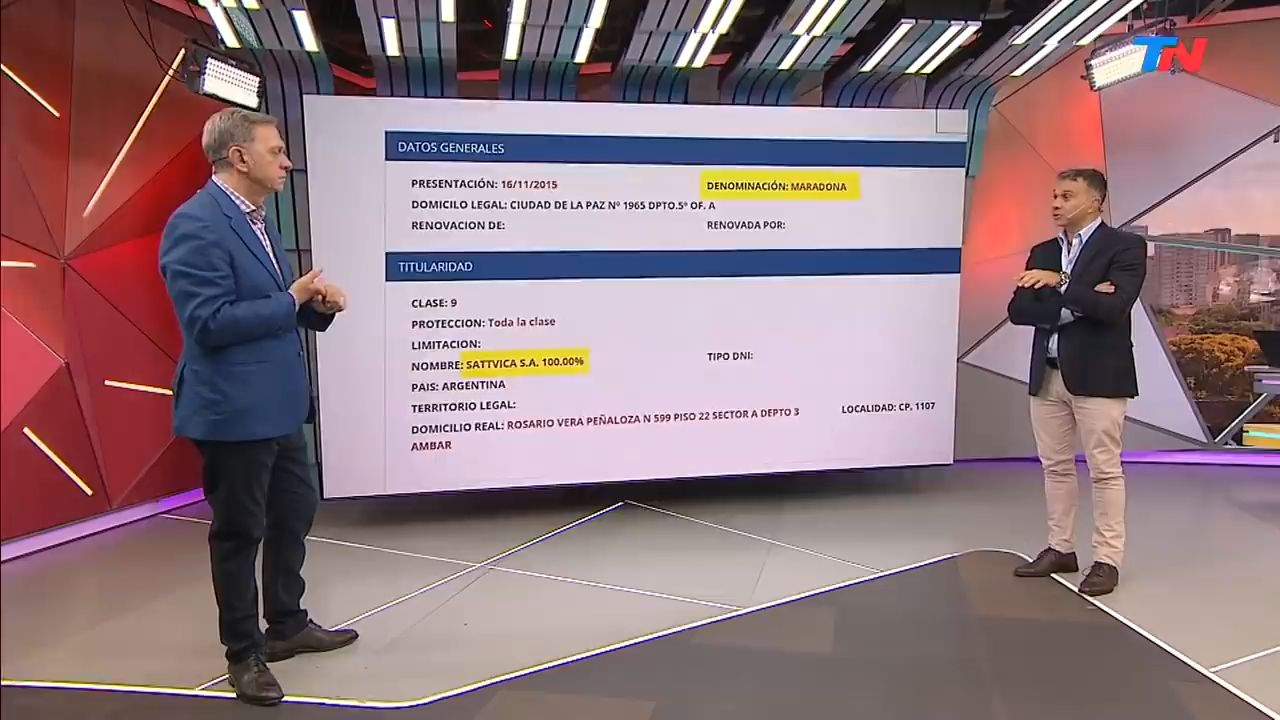 TN
DATOS GENERALES
PRESENTACIÓN: 16/11/2015 DENOMINACIÓN: MARADONA
DOMICILO LEGAL: CIUDAD DE LA PAZ Nº 1965 DPTO.5º OF. A
RENOVACION DE: RENOVADA POR:
TITULARIDAD
CLASE: 9
PROTECCION: Toda la clase
LIMITACION:
NOMBRE: SATTVICA S.A. 100.00% TIPO DNI:
PAIS: ARGENTINA
TERRITORIO LEGAL:
DOMICILIO REAL: ROSARIO VERA PEÑALOZA N 599 PISO 22 SECTOR A DEPTO 3 LOCALIDAD: CP. 1107
AMBAR